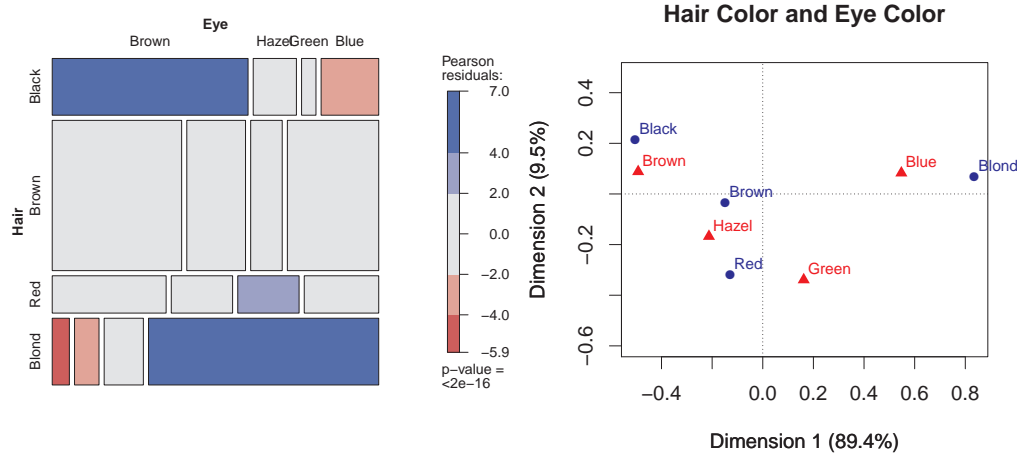 Eye
Brown HazelGreen Blue
Hair
Black
Brown
Red
Blond
Pearson
residuals:
7.0
4.0
2.0
0.0
−2.0
−4.0
−5.9
p−value =
<2e−16
Hair Color and Eye Color
Dimension 2 (9.5%)
0.4
0.2
0.0
−0.2
−0.6
Black
Brown
Blue
Blond
Brown
Hazel
Red
Green
−0.4 0.0 0.2 0.4 0.6 0.8
Dimension 1 (89.4%)